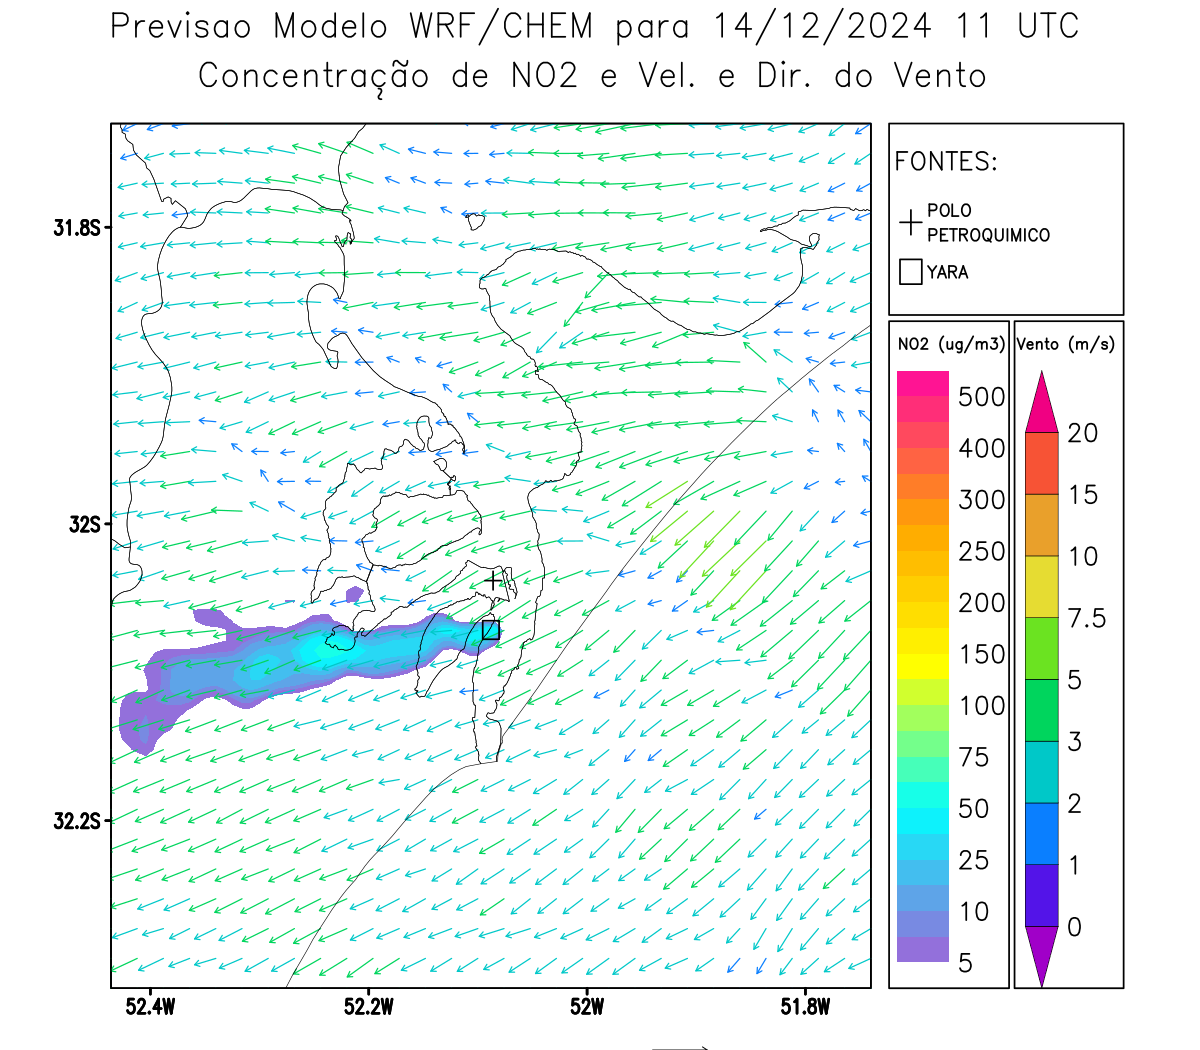 Previsao Modelo WRF/CHEM para 14/12/2024 11 UTC
Concentração de NO2 e Vel. e Dir. do Vento
FONTES:
POLO
PETROQUIMICO
YARA
NO2 (ug/m3)
500
400
300
250
200
150
100
75
50
25
10
5
Vento (m/s)
20
15
10
7.5
5
3
2
1
0
31.8S
32S
32.2S
52.4W
52.2W
52W
51.8W